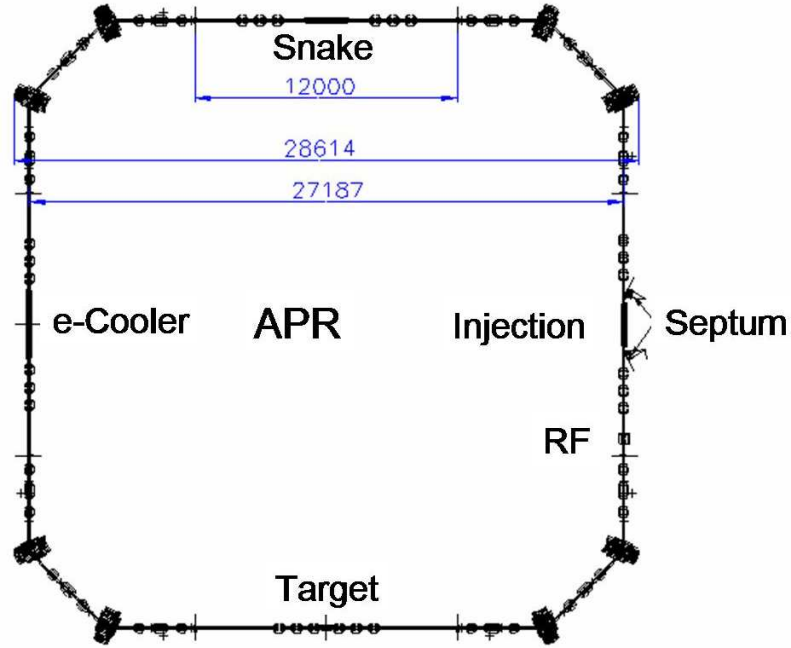 Snake
12000
28614
27187
e-Cooler APR Injection Septum
RF
Target